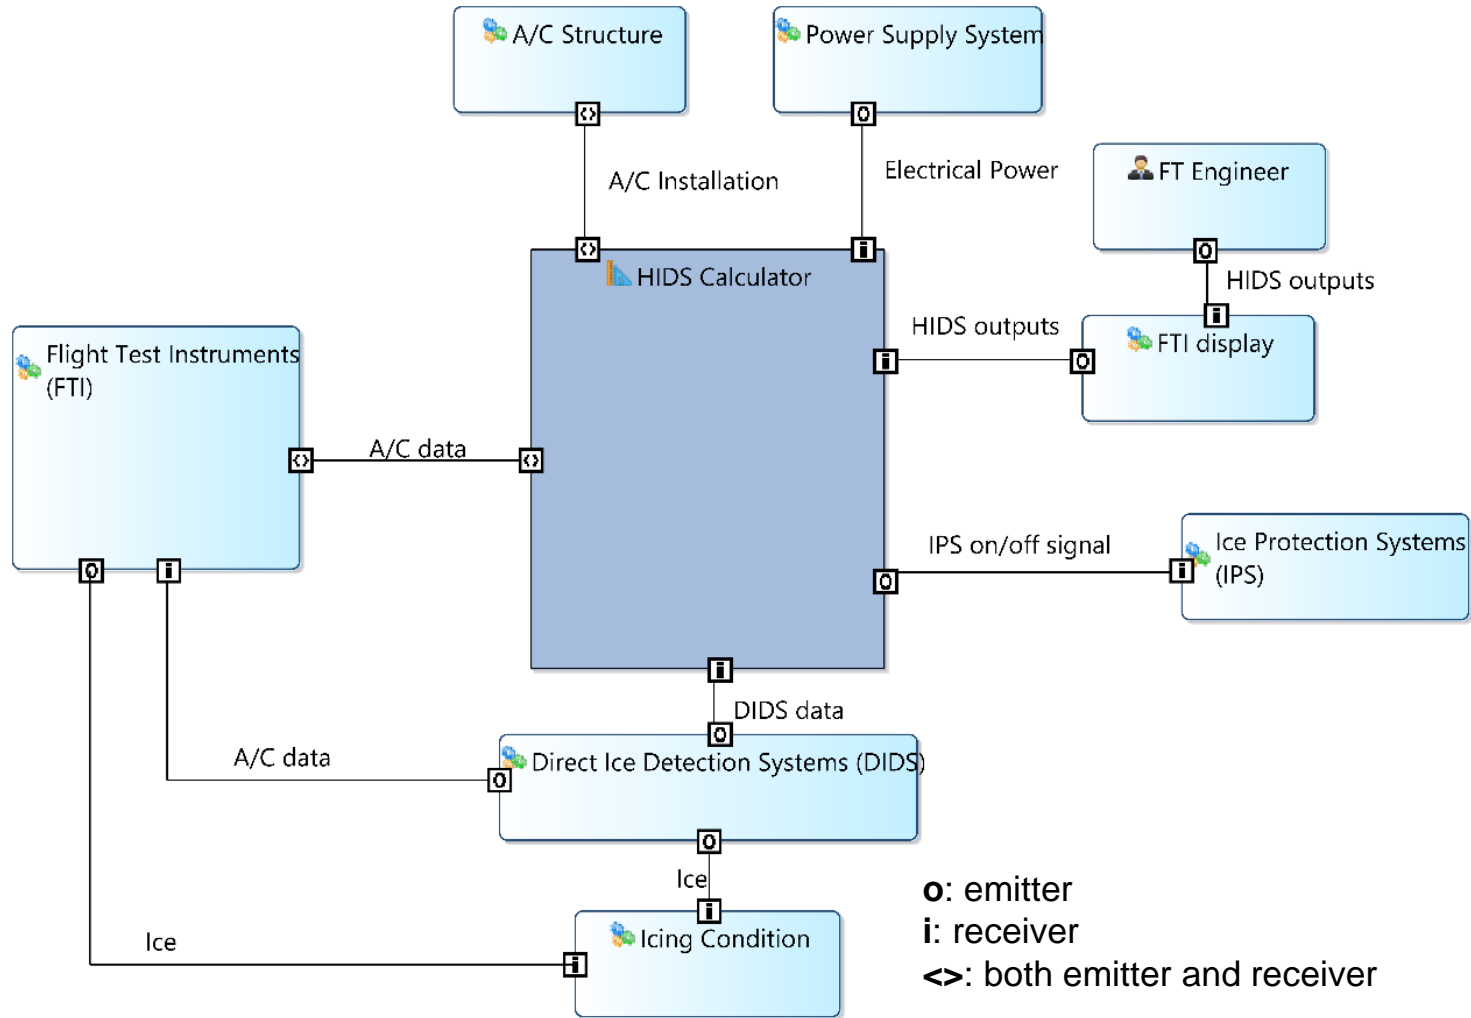 A/C Structure
<>
Power Supply System
o
A/C Installation
Electrical Power
FT Engineer
o
HIDS outputs
<>
i
HIDS Calculator
HIDS outputs
i
o
i
FTI display
Flight Test Instruments
(FTI)
<>
A/C data
<>
o
i
IPS on/off signal
o
i
Ice Protection Systems
(IPS)
i
DIDS data
o
A/C data
o
Direct Ice Detection Systems (DIDS)
o
Ice
i
Icing Condition
Ice
i
o: emitter
i: receiver
<>: both emitter and receiver